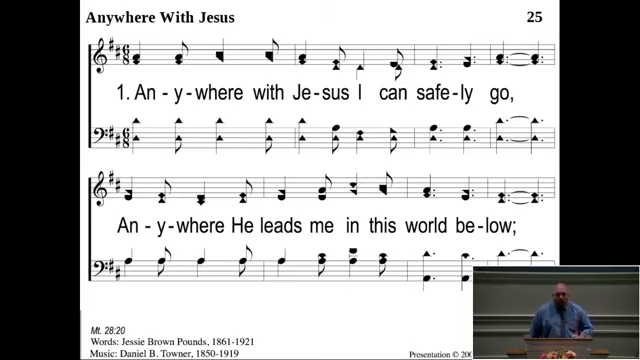 Anywhere With Jesus 25
1. An - y - where with Je - sus I can safe - ly go,
An - y - where He leads me in this world be - low;
Mt. 28:20
Words: Jessie Brown Pounds, 1861-1921
Music: Daniel B. Towner, 1850-1919
Presentation ©